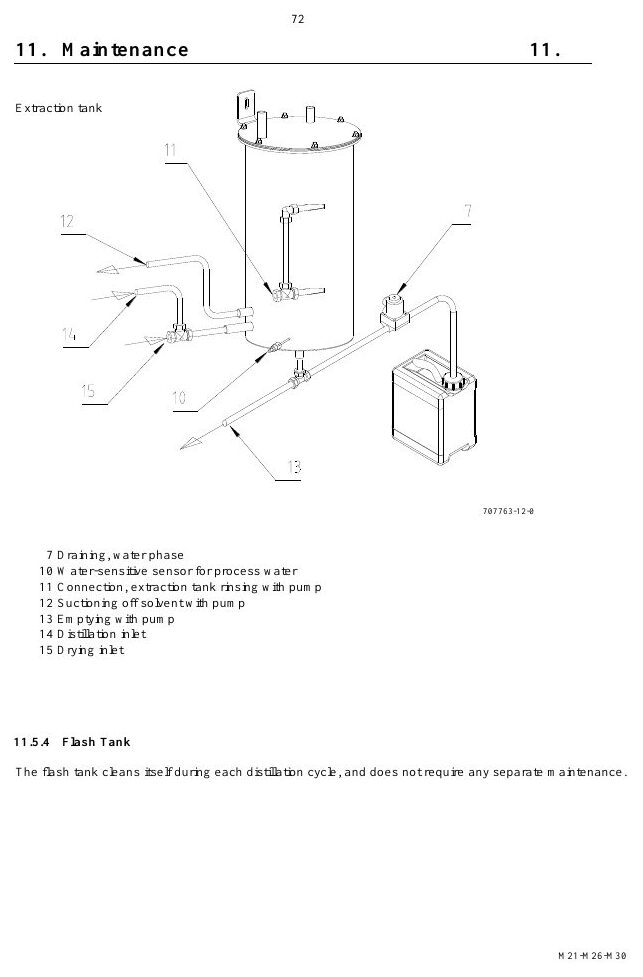 72
11. Maintenance 11.
Extraction tank
11
12
7
14
15
10
13
707763-12-0
7 Draining, water phase
10 Water-sensitive sensor for process water
11 Connection, extraction tank rinsing with pump
12 Suctioning off solvent with pump
13 Emptying with pump
14 Distillation inlet
15 Drying inlet
11.5.4 Flash Tank
The flash tank cleans itself during each distillation cycle, and does not require any separate maintenance.
M21-M26-M30